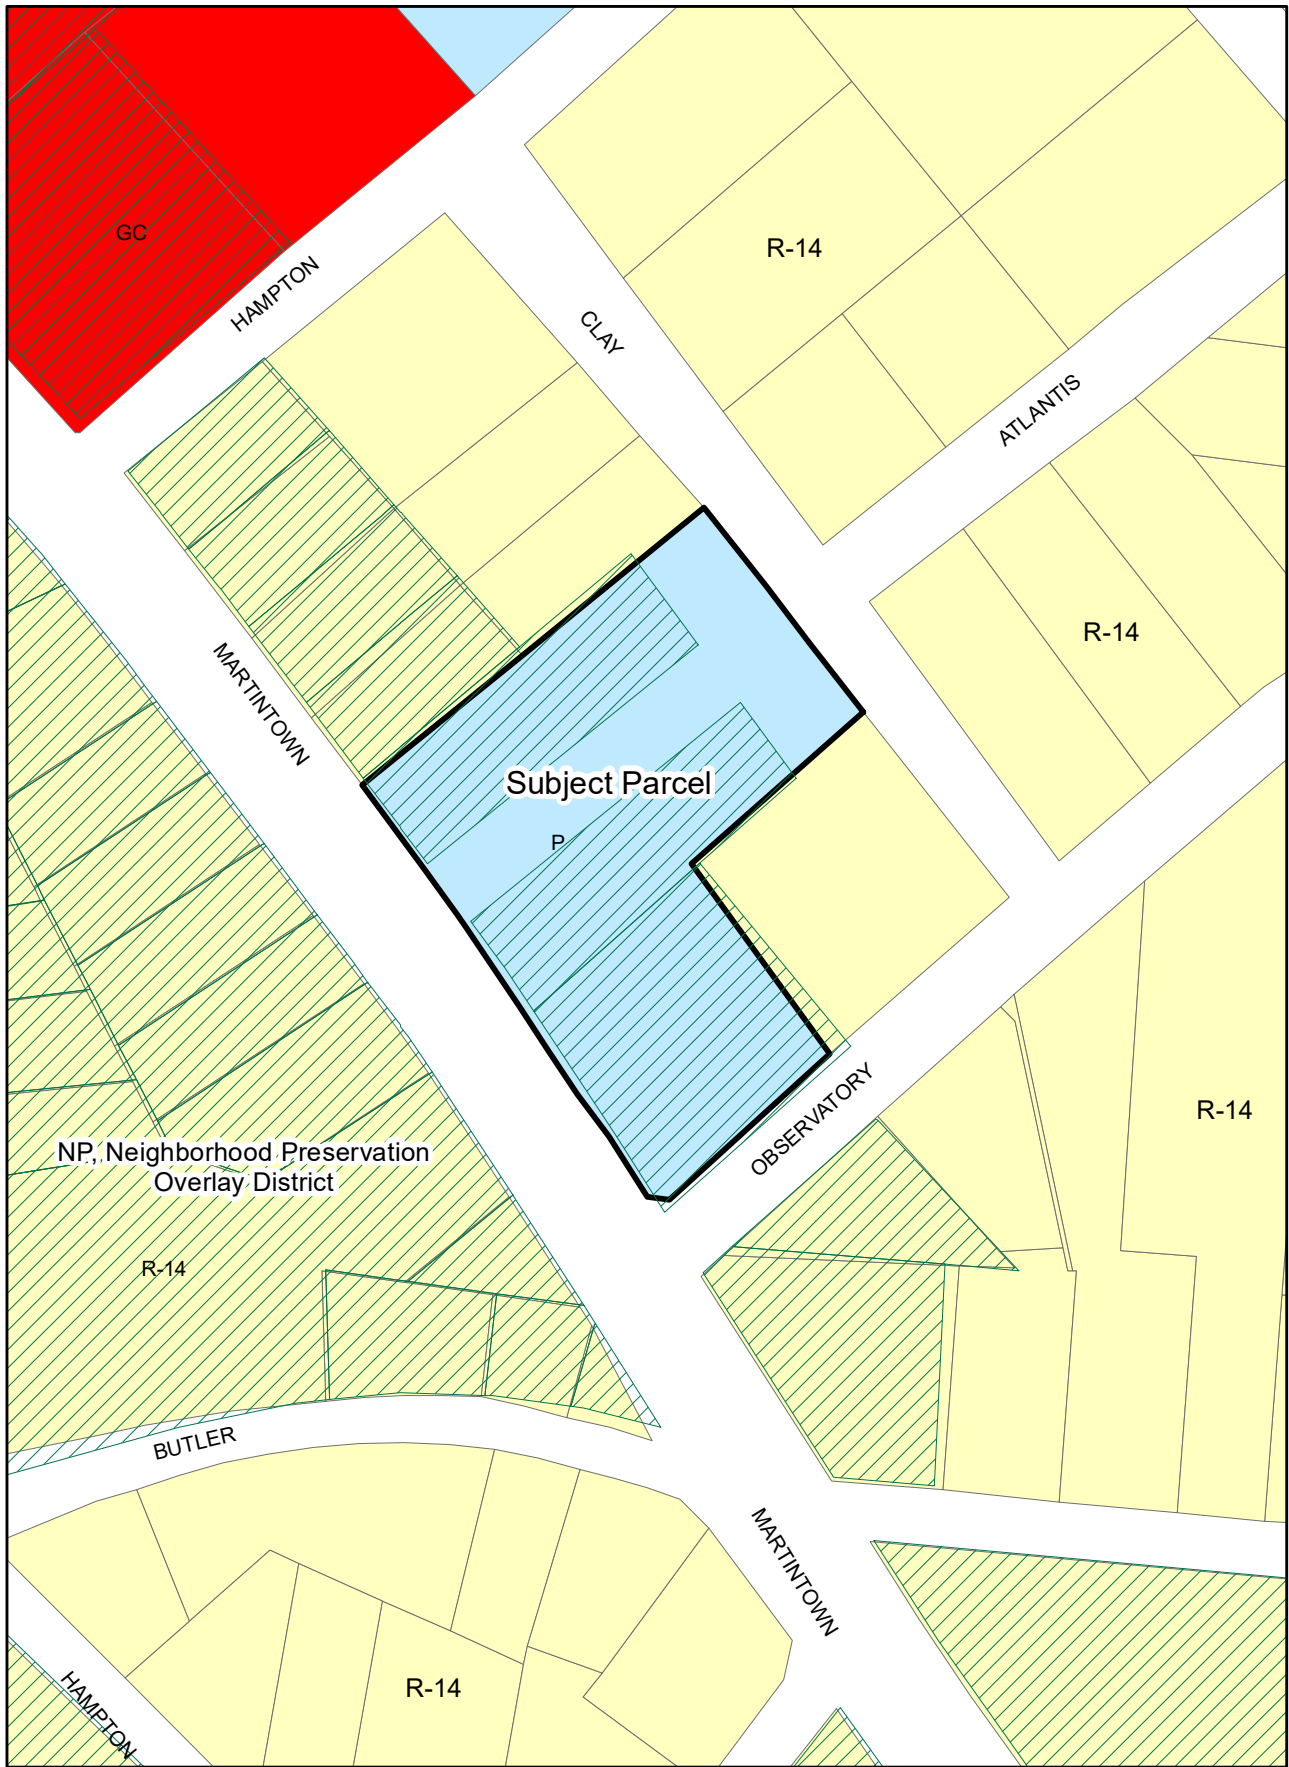 GC
R-14
HAMPTON
CLAY
ATLANTIS
R-14
MARTINTOWN
Subject Parcel
P
R-14
OBSERVATORY
NP, Neighborhood Preservation
Overlay District
R-14
BUTLER
MARTINTOWN
R-14
HAMPTON